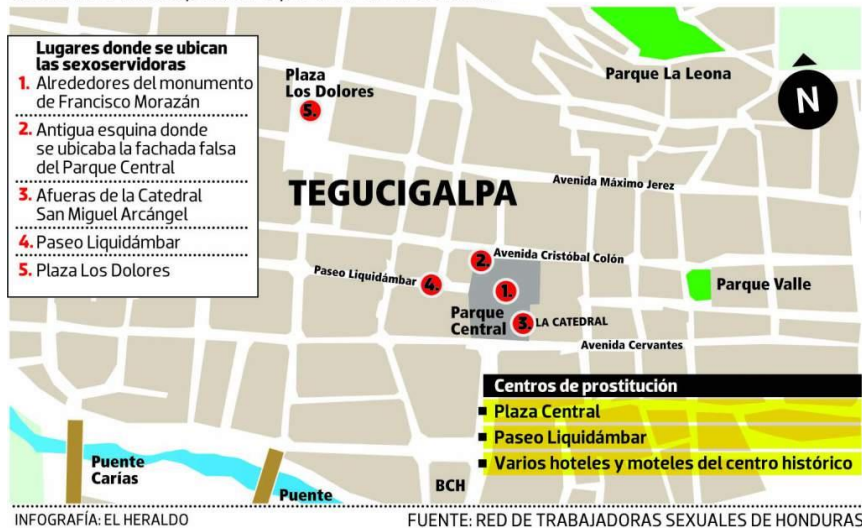 Lugares donde se ubican
las sexoservidoras
1. Alrededores del monumento
de Francisco Morazán
2. Antigua esquina donde
se ubicaba la fachada falsa
del Parque Central
3. Afueras de la Catedral
San Miguel Arcángel
4. Paseo Liquidámbar
5. Plaza Los Dolores
Plaza
Los Dolores
5.
Parque La Leona
N
TEGUCIGALPA
Avenida Máximo Jerez
2.
Avenida Cristóbal Colón
Paseo Liquidámbar
4.
1.
Parque Valle
Parque
Central
3.
LA CATEDRAL
Avenida Cervantes
Centros de prostitución
Plaza Central
Paseo Liquidámbar
Varios hoteles y moteles del centro histórico
Puente
Carías
Puente
BCH
INFOGRAFÍA: EL HERALDO
FUENTE: RED DE TRABAJADORAS SEXUALES DE HONDURAS